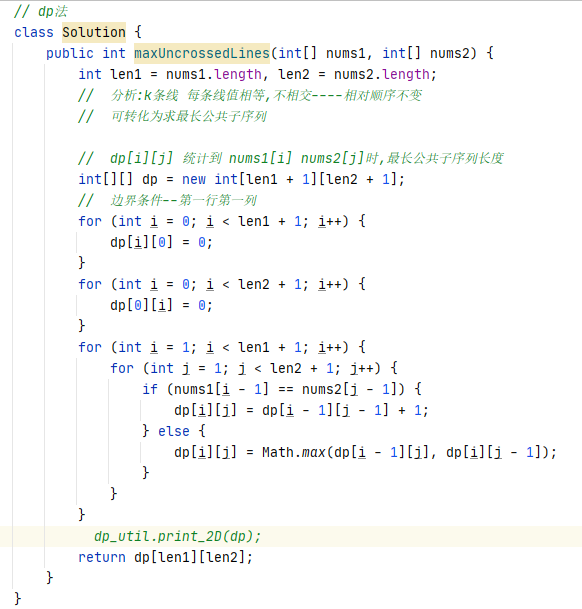 // dp法
class Solution {
    public int maxUncrossedLines(int[] nums1, int[] nums2) {
        int len1 = nums1.length, len2 = nums2.length;
        //  分析:k条线 每条线值相等,不相交----相对顺序不变
        //  可转化为求最长公共子序列

        //  dp[i][j] 统计到 nums1[i] nums2[j]时,最长公共子序列长度
        int[][] dp = new int[len1 + 1][len2 + 1];
        //  边界条件--第一行第一列
        for (int i = 0; i < len1 + 1; i++) {
            dp[i][0] = 0;
        }
        for (int i = 0; i < len2 + 1; i++) {
            dp[0][i] = 0;
        }
        for (int i = 1; i < len1 + 1; i++) {
            for (int j = 1; j < len2 + 1; j++) {
                if (nums1[i - 1] == nums2[j - 1]) {
                    dp[i][j] = dp[i - 1][j - 1] + 1;
                } else {
                    dp[i][j] = Math.max(dp[i - 1][j], dp[i][j - 1]);
                }
            }
        }
          dp_util.print_2D(dp);
        return dp[len1][len2];
    }
}